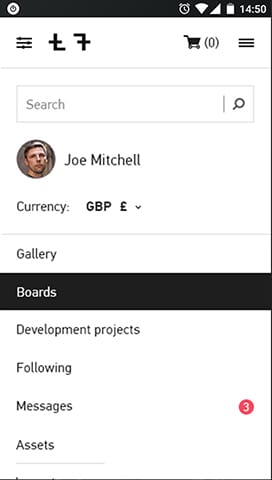 14:50
(0)
Search
Joe Mitchell
Currency: GBP £
Gallery
Boards
Development projects
Following
Messages 3
Assets